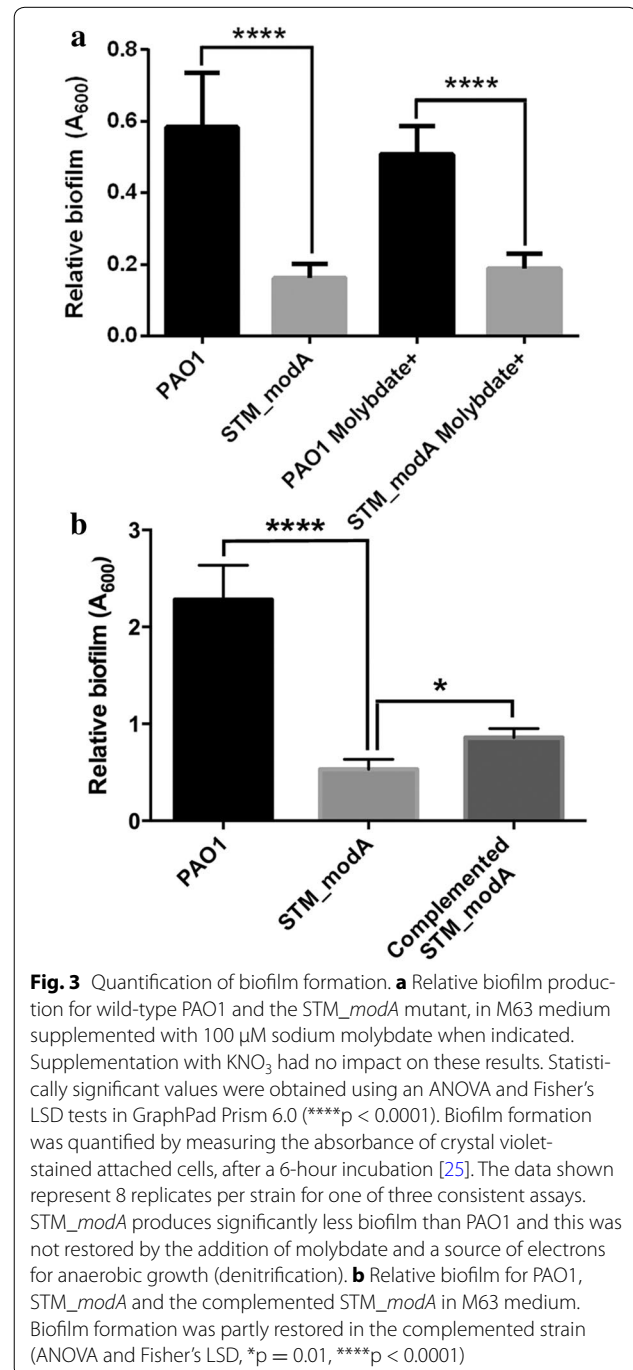 a
****
****
Relative biofilm (A600)
0.8
0.6
0.4
0.2
0.0
PAO1
STM_modA
PAO1 Molybdate+
STM_modA Molybdate+
b
****
*
Relative biofilm (A600)
3
2
1
0
PAO1
STM_modA
Complemented
STM_modA
Fig. 3 Quantification of biofilm formation. a Relative biofilm produc-
tion for wild-type PAO1 and the STM_modA mutant, in M63 medium
supplemented with 100 µM sodium molybdate when indicated.
Supplementation with KNO3 had no impact on these results. Statisti-
cally significant values were obtained using an ANOVA and Fisher's
LSD tests in GraphPad Prism 6.0 (****p < 0.0001). Biofilm formation
was quantified by measuring the absorbance of crystal violet-
stained attached cells, after a 6-hour incubation [25]. The data shown
represent 8 replicates per strain for one of three consistent assays.
STM_modA produces significantly less biofilm than PAO1 and this was
not restored by the addition of molybdate and a source of electrons
for anaerobic growth (denitrification). b Relative biofilm for PAO1,
STM_modA and the complemented STM_modA in M63 medium.
Biofilm formation was partly restored in the complemented strain
(ANOVA and Fisher's LSD, *p = 0.01, ****p < 0.0001)